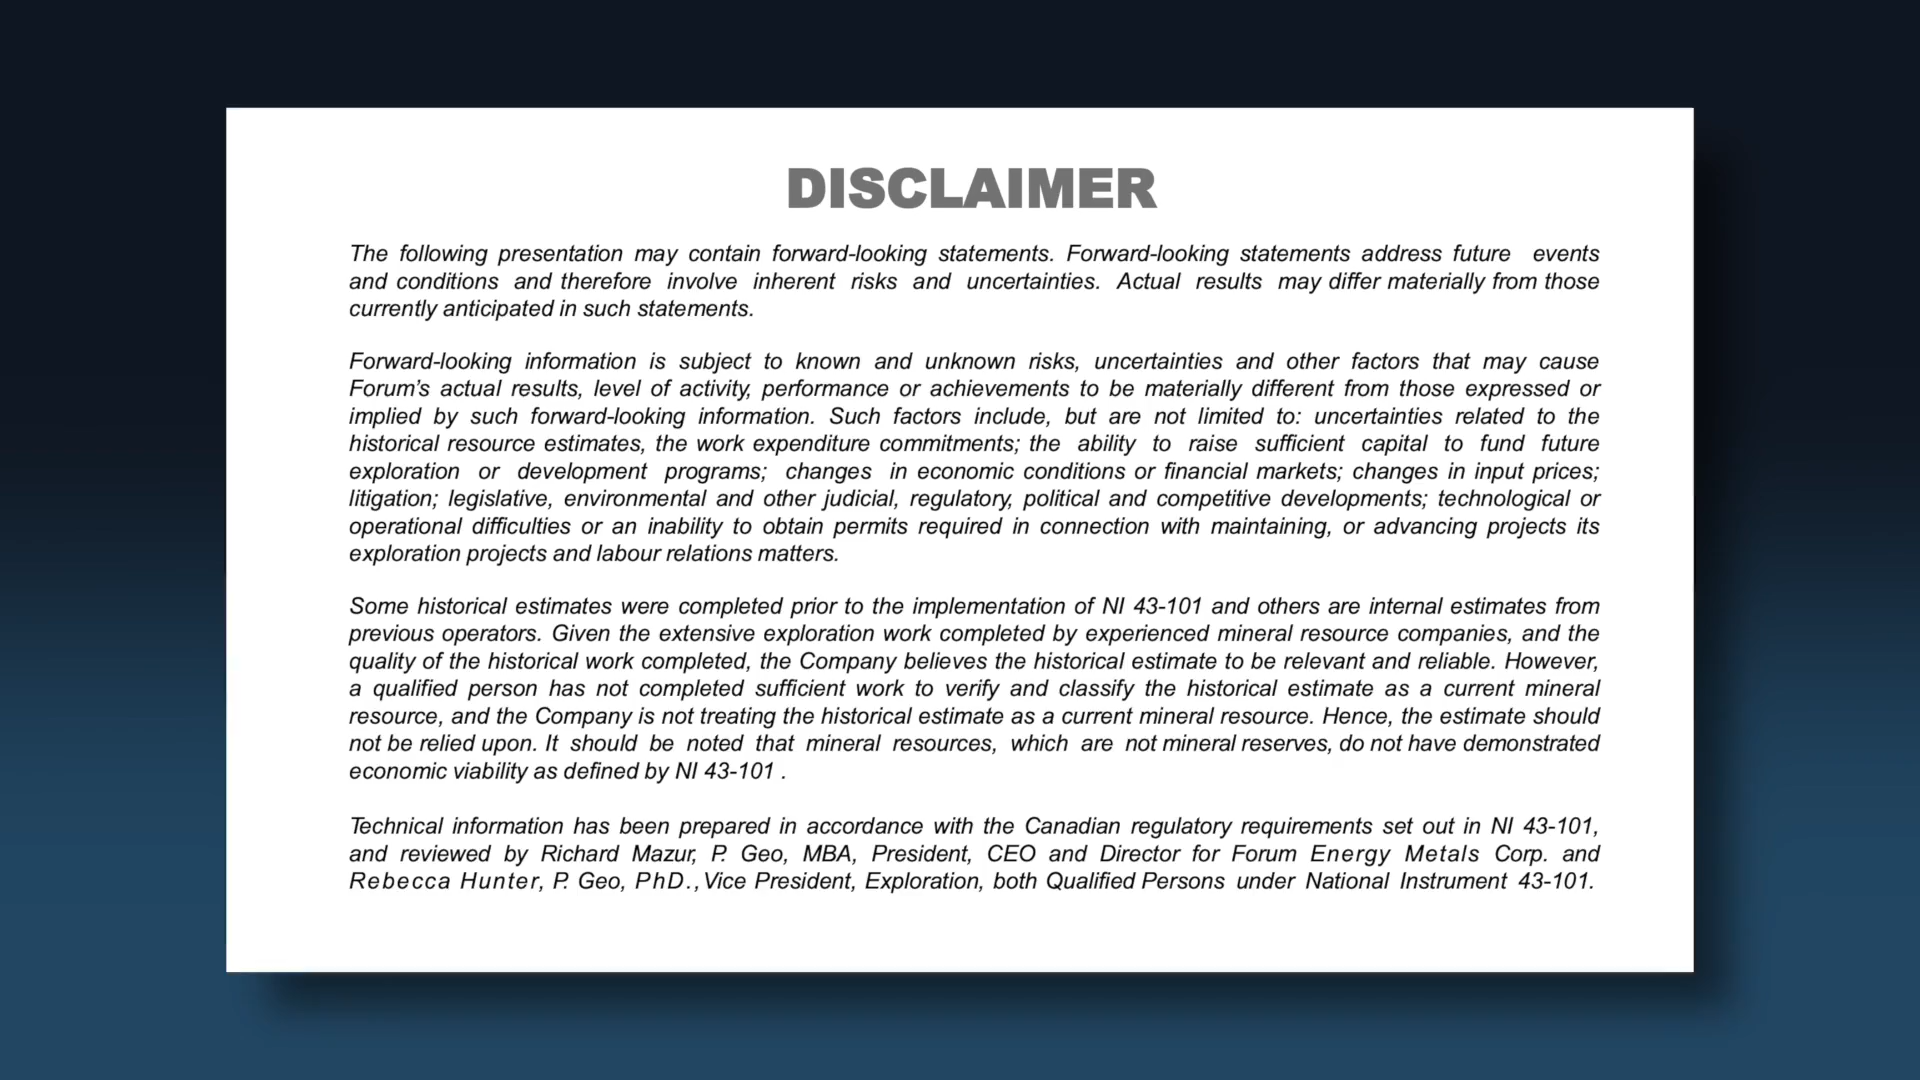 DISCLAIMER
The following presentation may contain forward-looking statements. Forward-looking statements address future events
and conditions and therefore involve inherent risks and uncertainties. Actual results may differ materially from those
currently anticipated in such statements.
Forward-looking information is subject to known and unknown risks, uncertainties and other factors that may cause
Forum’s actual results, level of activity, performance or achievements to be materially different from those expressed or
implied by such forward-looking information. Such factors include, but are not limited to: uncertainties related to the
historical resource estimates, the work expenditure commitments; the ability to raise sufficient capital to fund future
exploration or development programs; changes in economic conditions or financial markets; changes in input prices;
litigation; legislative, environmental and other judicial, regulatory, political and competitive developments; technological or
operational difficulties or an inability to obtain permits required in connection with maintaining, or advancing projects its
exploration projects and labour relations matters.
Some historical estimates were completed prior to the implementation of NI 43-101 and others are internal estimates from
previous operators. Given the extensive exploration work completed by experienced mineral resource companies, and the
quality of the historical work completed, the Company believes the historical estimate to be relevant and reliable. However,
a qualified person has not completed sufficient work to verify and classify the historical estimate as a current mineral
resource, and the Company is not treating the historical estimate as a current mineral resource. Hence, the estimate should
not be relied upon. It should be noted that mineral resources, which are not mineral reserves, do not have demonstrated
economic viability as defined by NI 43-101 .
Technical information has been prepared in accordance with the Canadian regulatory requirements set out in NI 43-101,
and reviewed by Richard Mazur, P. Geo, MBA, President, CEO and Director for Forum Energy Metals Corp. and
Rebecca Hunter, P. Geo, PhD., Vice President, Exploration, both Qualified Persons under National Instrument 43-101.